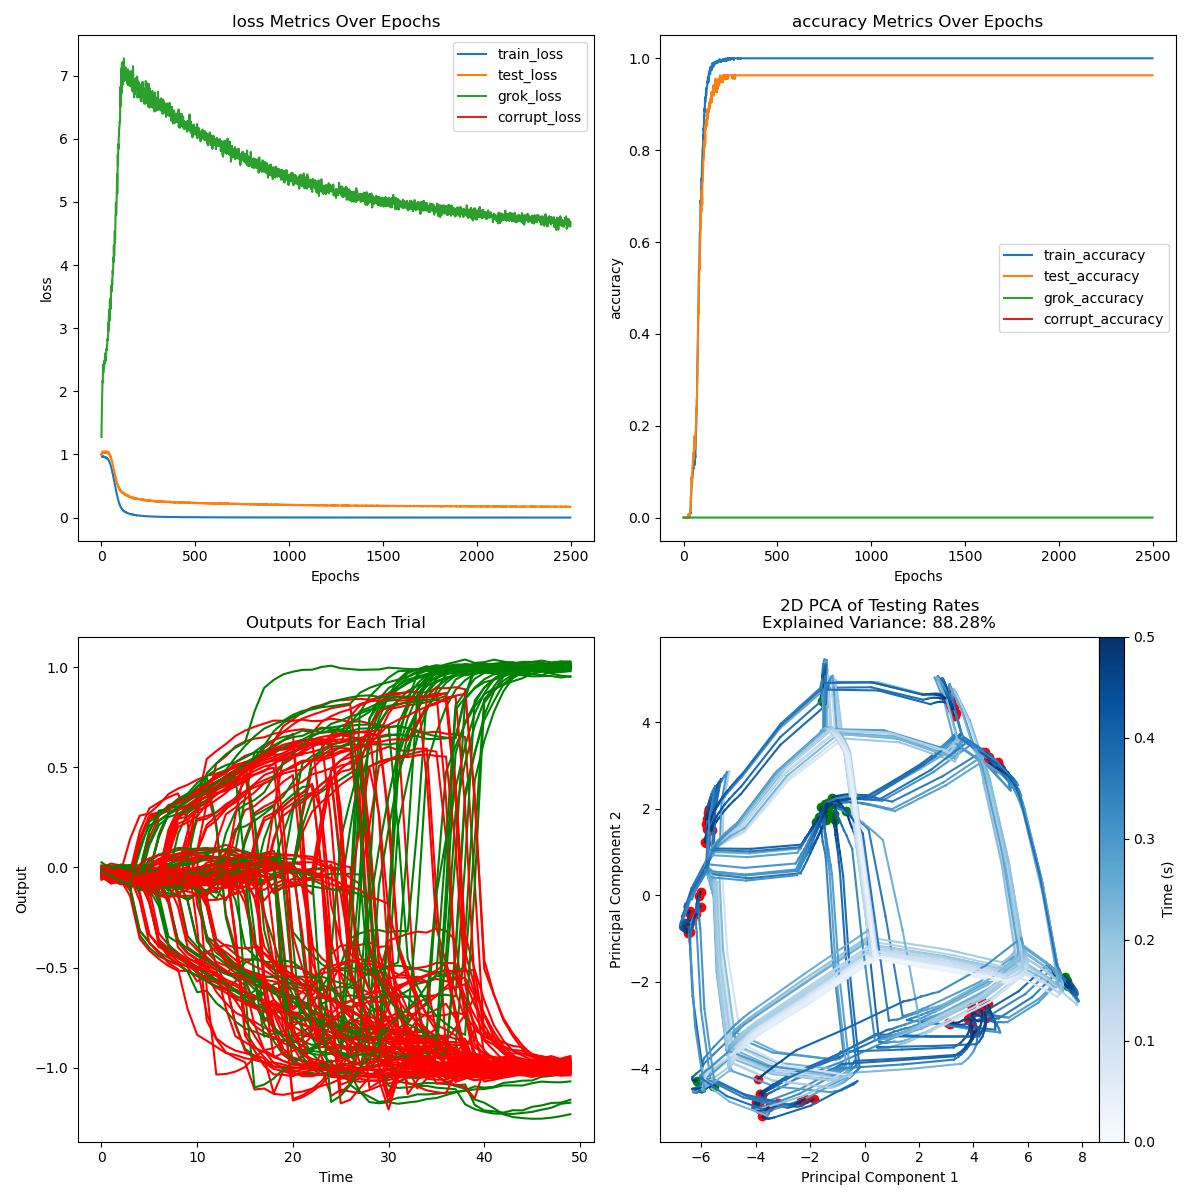 loss Metrics Over Epochs
7
6
5
4
3
2
1
0
loss
0
500
1000
1500
2000
2500
Epochs
train_loss
test_loss
grok_loss
corrupt_loss
accuracy Metrics Over Epochs
1.0
0.8
0.6
0.4
0.2
0.0
accuracy
0
500
1000
1500
2000
2500
Epochs
train_accuracy
test_accuracy
grok_accuracy
corrupt_accuracy
Outputs for Each Trial
1.0
0.5
0.0
−0.5
−1.0
Output
0
10
20
30
40
50
Time
2D PCA of Testing Rates
Explained Variance: 88.28%
4
2
0
−2
−4
Principal Component 2
−6
−4
−2
0
2
4
6
8
Principal Component 1
0.5
0.4
0.3
0.2
0.1
0.0
Time (s)